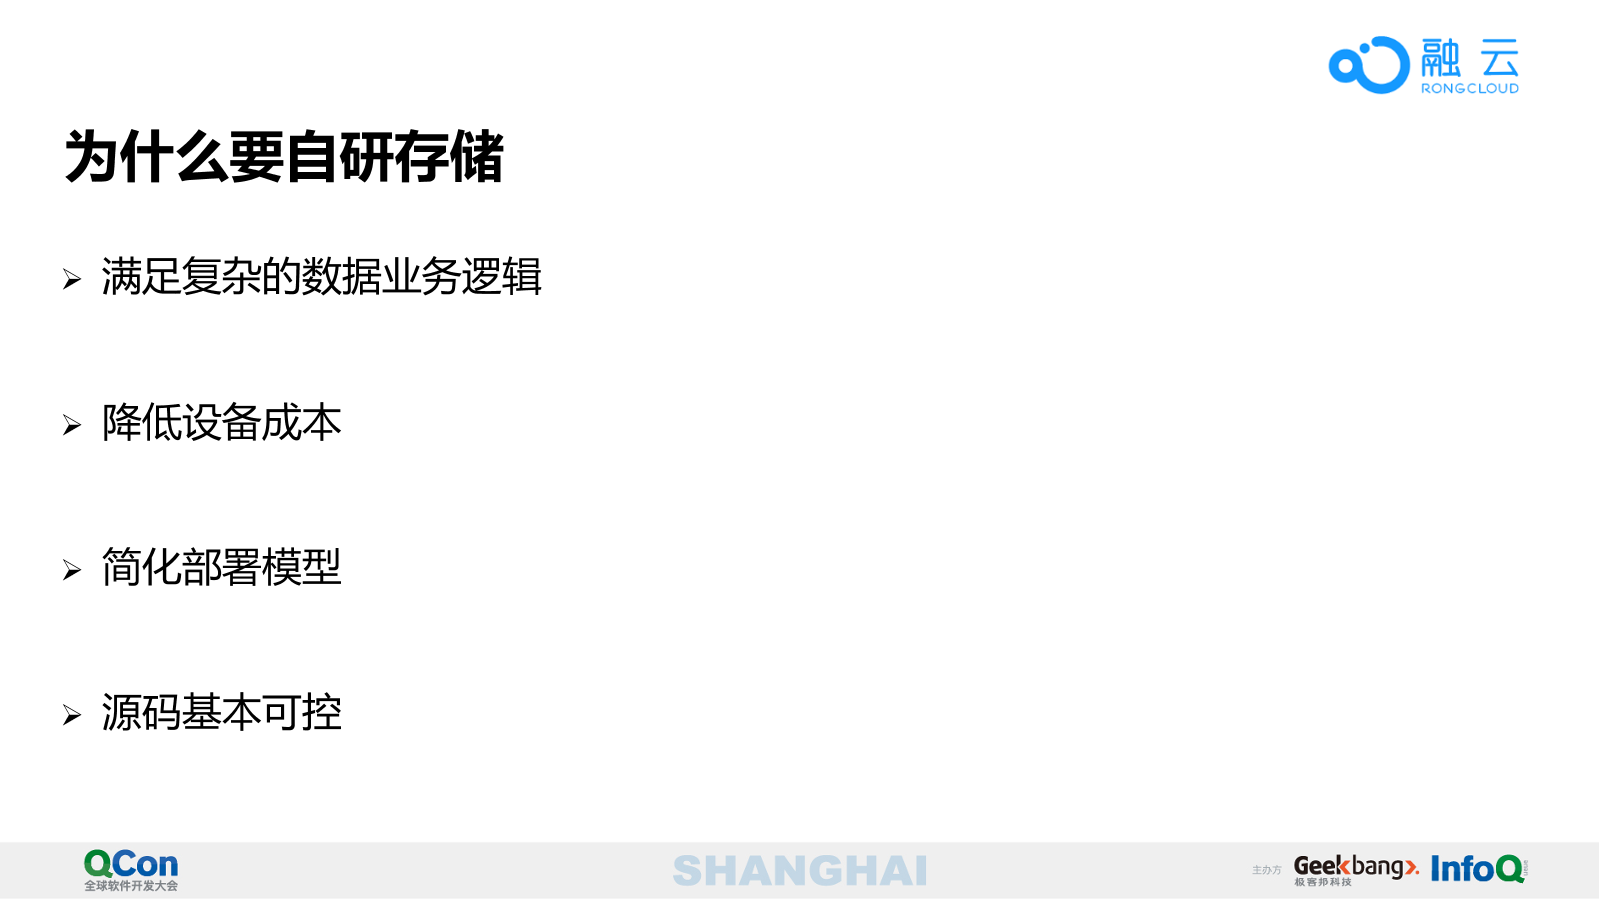 融 云
RONGCLOUD
为什么要自研存储
满足复杂的数据业务逻辑
降低设备成本
简化部署模型
源码基本可控
QCon
全球软件开发大会
SHANGHAI
主办方
Geekbang
极客邦科技
InfoQ